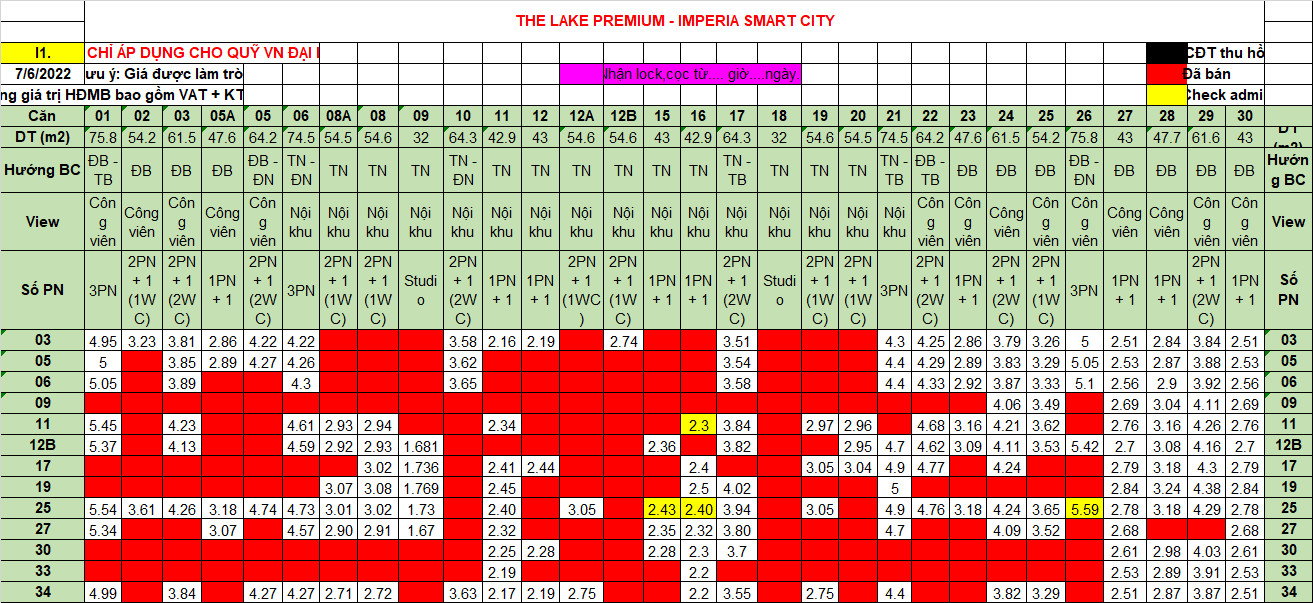 THE LAKE PREMIUM - IMPERIA SMART CITY
I1. CHỈ ÁP DỤNG CHO QUỸ VN ĐẠI CĐT thu hồ
7/6/2022 ưu ý: Giá được làm trò Nhận lock,cọc từ.... giờ....ngày. Đã bán
ng giá trị HĐMB bao gồm VAT + KT Check admi
Căn 01 02 03 05A 05 06 08A 08 09 10 11 12 12A 12B 15 16 17 18 19 20 21 22 23 24 25 26 27 28 29 30
DT (m2) 75.8 54.2 61.5 47.6 64.2 74.5 54.5 54.6 32 64.3 42.9 43 54.6 54.6 43 42.9 64.3 32 54.6 54.5 74.5 64.2 47.6 61.5 54.2 75.8 43 47.7 61.6 43 DT (m2)
Hướng BC ĐB - TB ĐB ĐB ĐB ĐB - ĐN TN - ĐN TN TN TN TN - ĐN TN TN TN TN TN TN TN - TB TN TN TN TN - TB ĐB - TB ĐB ĐB ĐB ĐB - ĐN ĐB ĐB ĐB ĐB Hướng BC
View Công viên Công viên Công viên Công viên Công viên Nội khu Nội khu Nội khu Nội khu Nội khu Nội khu Nội khu Nội khu Nội khu Nội khu Nội khu Nội khu Nội khu Nội khu Nội khu Nội khu Công viên Công viên Công viên Công viên Công viên Công viên Công viên Công viên Công viên View
Số PN 3PN 2PN + 1 (1WC) 2PN + 1 (2WC) 1PN + 1 2PN + 1 (2WC) 3PN 2PN + 1 (1WC) 2PN + 1 (1WC) Studio 2PN + 1 (2WC) 1PN + 1 1PN + 1 2PN + 1 (1WC) 2PN + 1 (1WC) 1PN + 1 1PN + 1 2PN + 1 (2WC) Studio 2PN + 1 (1WC) 2PN + 1 (1WC) 3PN 2PN + 1 (2WC) 1PN + 1 2PN + 1 (2WC) 2PN + 1 (1WC) 3PN 1PN + 1 1PN + 1 2PN + 1 (2WC) 1PN + 1 Số PN
03 4.95 3.23 3.81 2.86 4.22 4.22 3.58 2.16 2.19 2.74 3.51 4.3 4.25 2.86 3.79 3.26 5 2.51 2.84 3.84 2.51 03
05 5 3.85 2.89 4.27 4.26 3.62 3.54 4.4 4.29 2.89 3.83 3.29 5.05 2.53 2.87 3.88 2.53 05
06 5.05 3.89 4.3 3.65 3.58 4.4 4.33 2.92 3.87 3.33 5.1 2.56 2.9 3.92 2.56 06
09 4.06 3.49 2.69 3.04 4.11 2.69 09
11 5.45 4.23 4.61 2.93 2.94 2.34 2.3 3.84 2.97 2.96 4.68 3.16 4.21 3.62 2.76 3.16 4.26 2.76 11
12B 5.37 4.13 4.59 2.92 2.93 1.681 2.36 3.82 2.95 4.7 4.62 3.09 4.11 3.53 5.42 2.7 3.08 4.16 2.7 12B
17 3.02 1.736 2.41 2.44 2.4 3.05 3.04 4.9 4.77 4.24 2.79 3.18 4.3 2.79 17
19 3.07 3.08 1.769 2.45 2.5 4.02 5 2.84 3.24 4.38 2.84 19
25 5.54 3.61 4.26 3.18 4.74 4.73 3.01 3.02 1.73 2.40 3.05 2.43 2.40 3.94 3.05 4.9 4.76 3.18 4.24 3.65 5.59 2.78 3.18 4.29 2.78 25
27 5.34 3.07 4.57 2.90 2.91 1.67 2.32 2.35 2.32 3.80 4.7 4.09 3.52 2.68 2.68 27
30 2.25 2.28 2.28 2.3 3.7 2.61 2.98 4.03 2.61 30
33 2.19 2.2 2.53 2.89 3.91 2.53 33
34 4.99 3.84 4.27 4.27 2.71 2.72 3.63 2.17 2.19 2.75 2.2 3.55 2.75 4.4 3.82 3.29 2.51 2.87 3.87 2.51 34